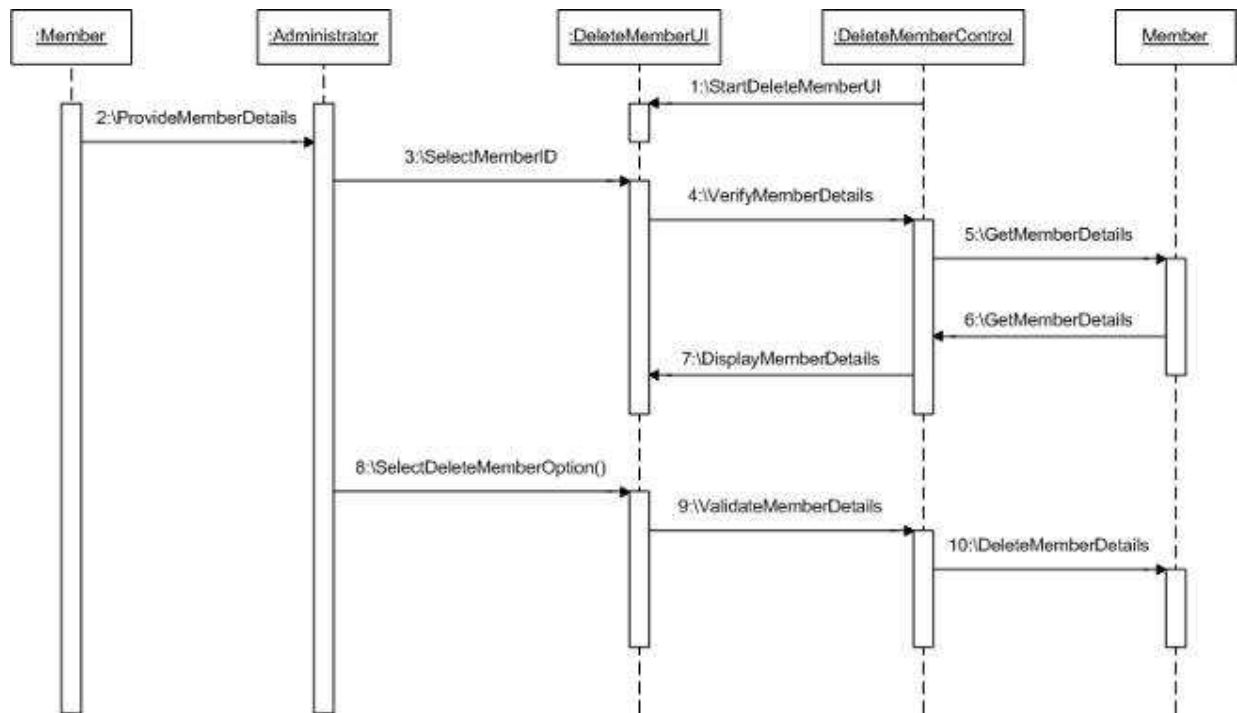 :Member
:Administrator
:DeleteMemberUI
:DeleteMemberControl
Member
1:\StartDeleteMemberUI
2:\ProvideMemberDetails
3:\SelectMemberID
4:\VerifyMemberDetails
5:\GetMemberDetails
6:\GetMemberDetails
7:\DisplayMemberDetails
8:\SelectDeleteMemberOption()
9:\ValidateMemberDetails
10:\DeleteMemberDetails